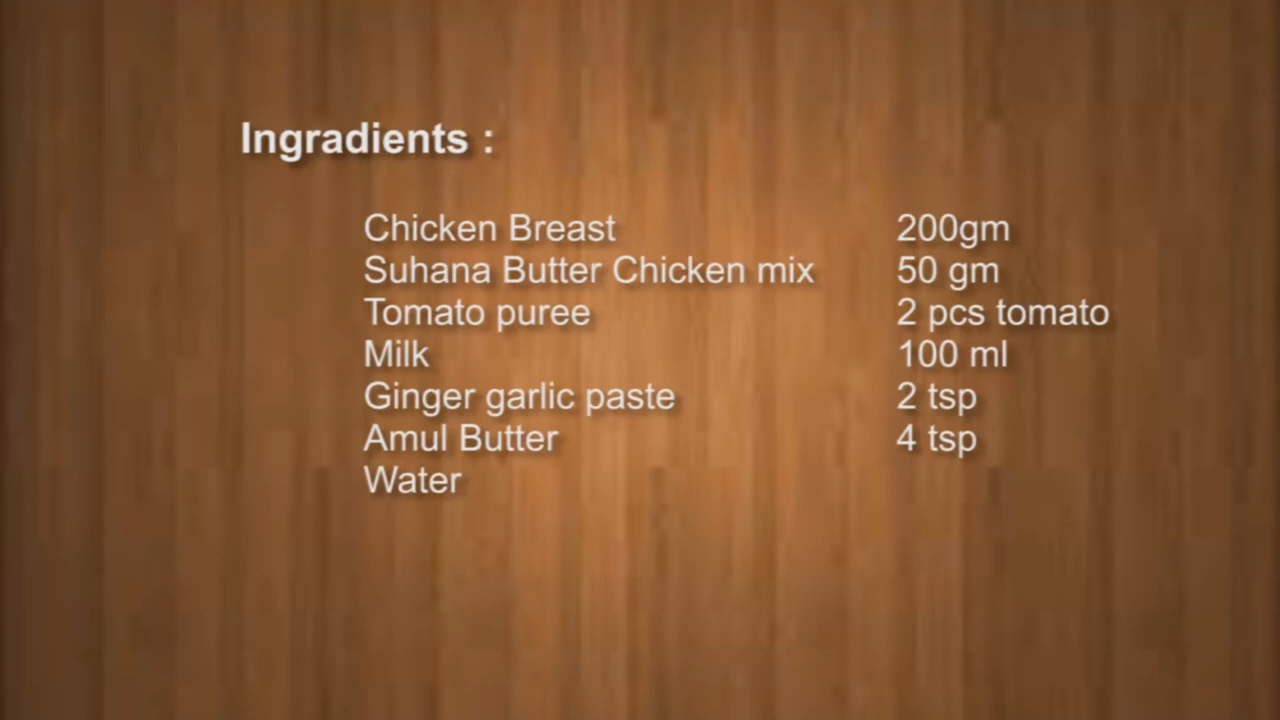 Ingradients :
Chicken Breast 200gm
Suhana Butter Chicken mix 50 gm
Tomato puree 2 pcs tomato
Milk 100 ml
Ginger garlic paste 2 tsp
Amul Butter 4 tsp
Water